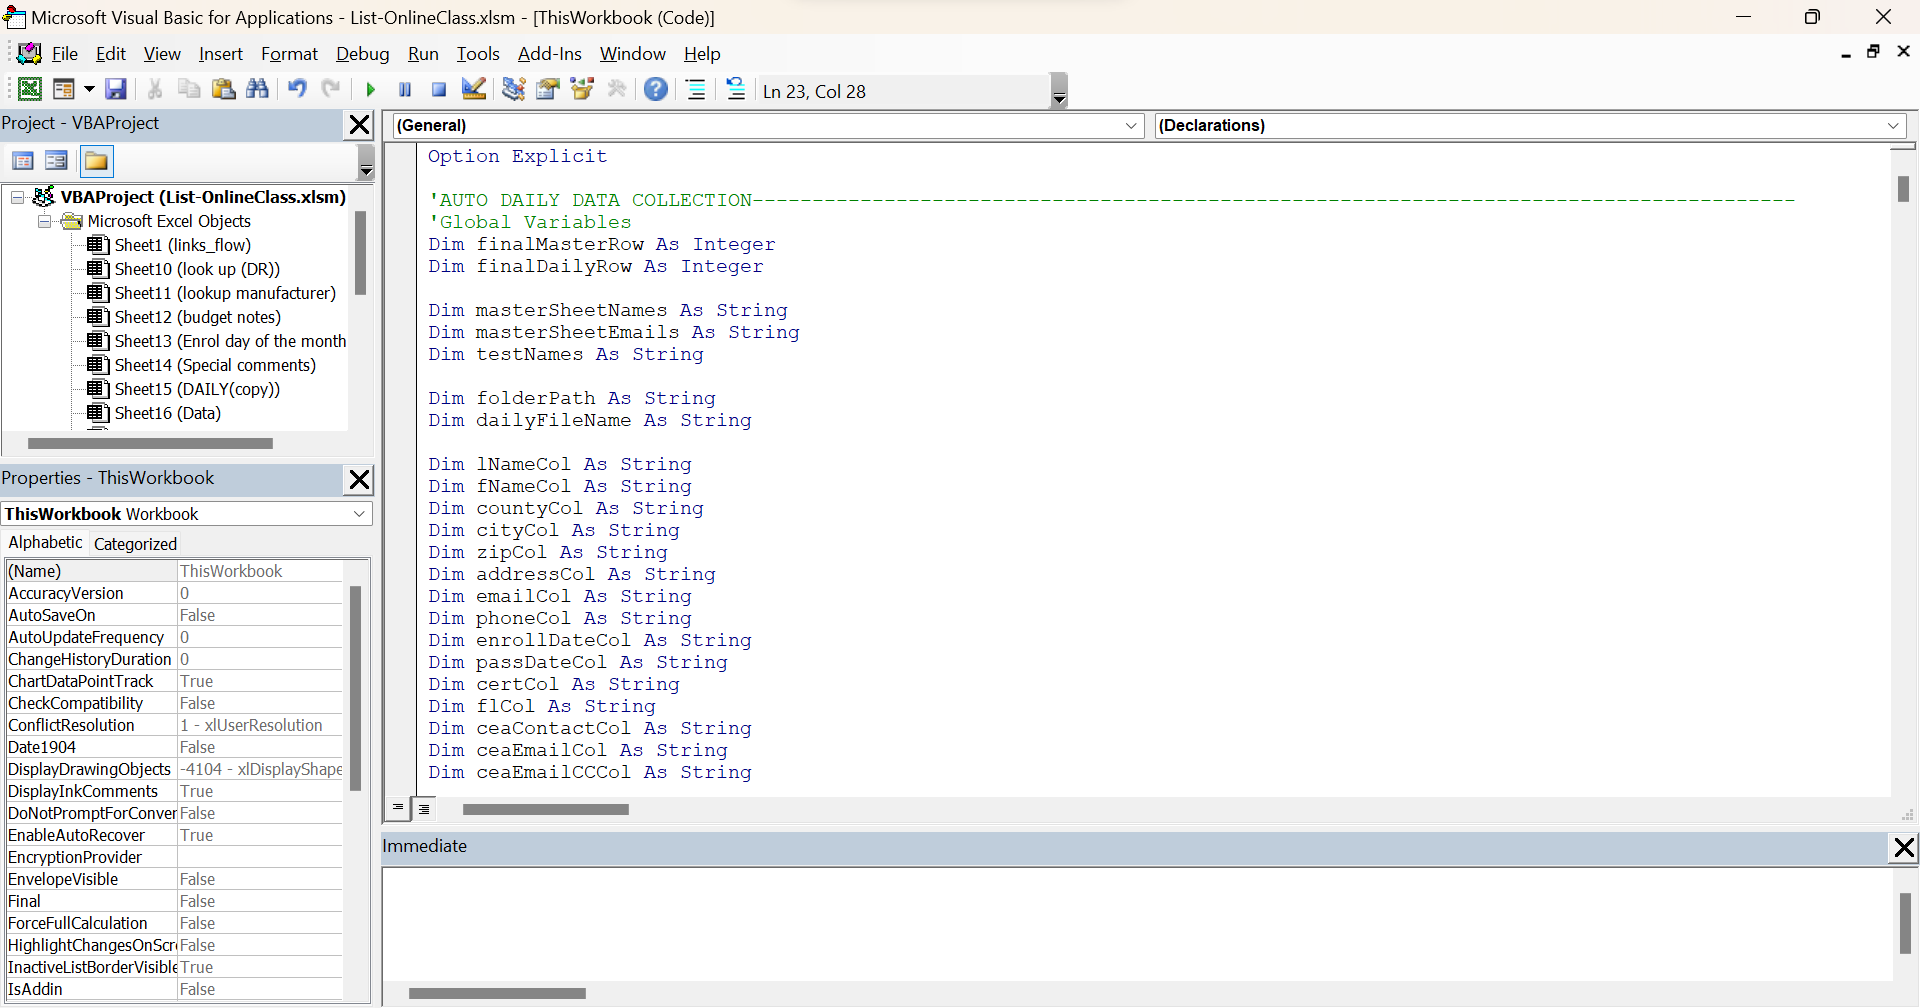 Microsoft Visual Basic for Applications - List-OnlineClass.xlsm - [ThisWorkbook (Code)]
File Edit View Insert Format Debug Run Tools Add-Ins Window Help
Ln 23, Col 28
Project - VBAProject
VBAProject (List-OnlineClass.xlsm)
Microsoft Excel Objects
Sheet1 (links_flow)
Sheet10 (look up (DR))
Sheet11 (lookup manufacturer)
Sheet12 (budget notes)
Sheet13 (Enrol day of the month
Sheet14 (Special comments)
Sheet15 (DAILY(copy))
Sheet16 (Data)
Properties - ThisWorkbook
ThisWorkbook Workbook
Alphabetic Categorized
(Name) ThisWorkbook
AccuracyVersion 0
AutoSaveOn False
AutoUpdateFrequency 0
ChangeHistoryDuration 0
ChartDataPointTrack True
CheckCompatibility False
ConflictResolution 1 - xlUserResolution
Date1904 False
DisplayDrawingObjects -4104 - xlDisplayShape
DisplayInkComments True
DoNotPromptForConver False
EnableAutoRecover True
EncryptionProvider
EnvelopeVisible False
Final False
ForceFullCalculation False
HighlightChangesOnScr False
InactiveListBorderVisible True
IsAddin False
(General) (Declarations)
Option Explicit
'AUTO DAILY DATA COLLECTION---------------------------------------------------------------------------------------
'Global Variables
Dim finalMasterRow As Integer
Dim finalDailyRow As Integer
Dim masterSheetNames As String
Dim masterSheetEmails As String
Dim testNames As String
Dim folderPath As String
Dim dailyFileName As String
Dim lNameCol As String
Dim fNameCol As String
Dim countyCol As String
Dim cityCol As String
Dim zipCol As String
Dim addressCol As String
Dim emailCol As String
Dim phoneCol As String
Dim enrollDateCol As String
Dim passDateCol As String
Dim certCol As String
Dim flCol As String
Dim ceaContactCol As String
Dim ceaEmailCol As String
Dim ceaEmailCCCol As String
Immediate